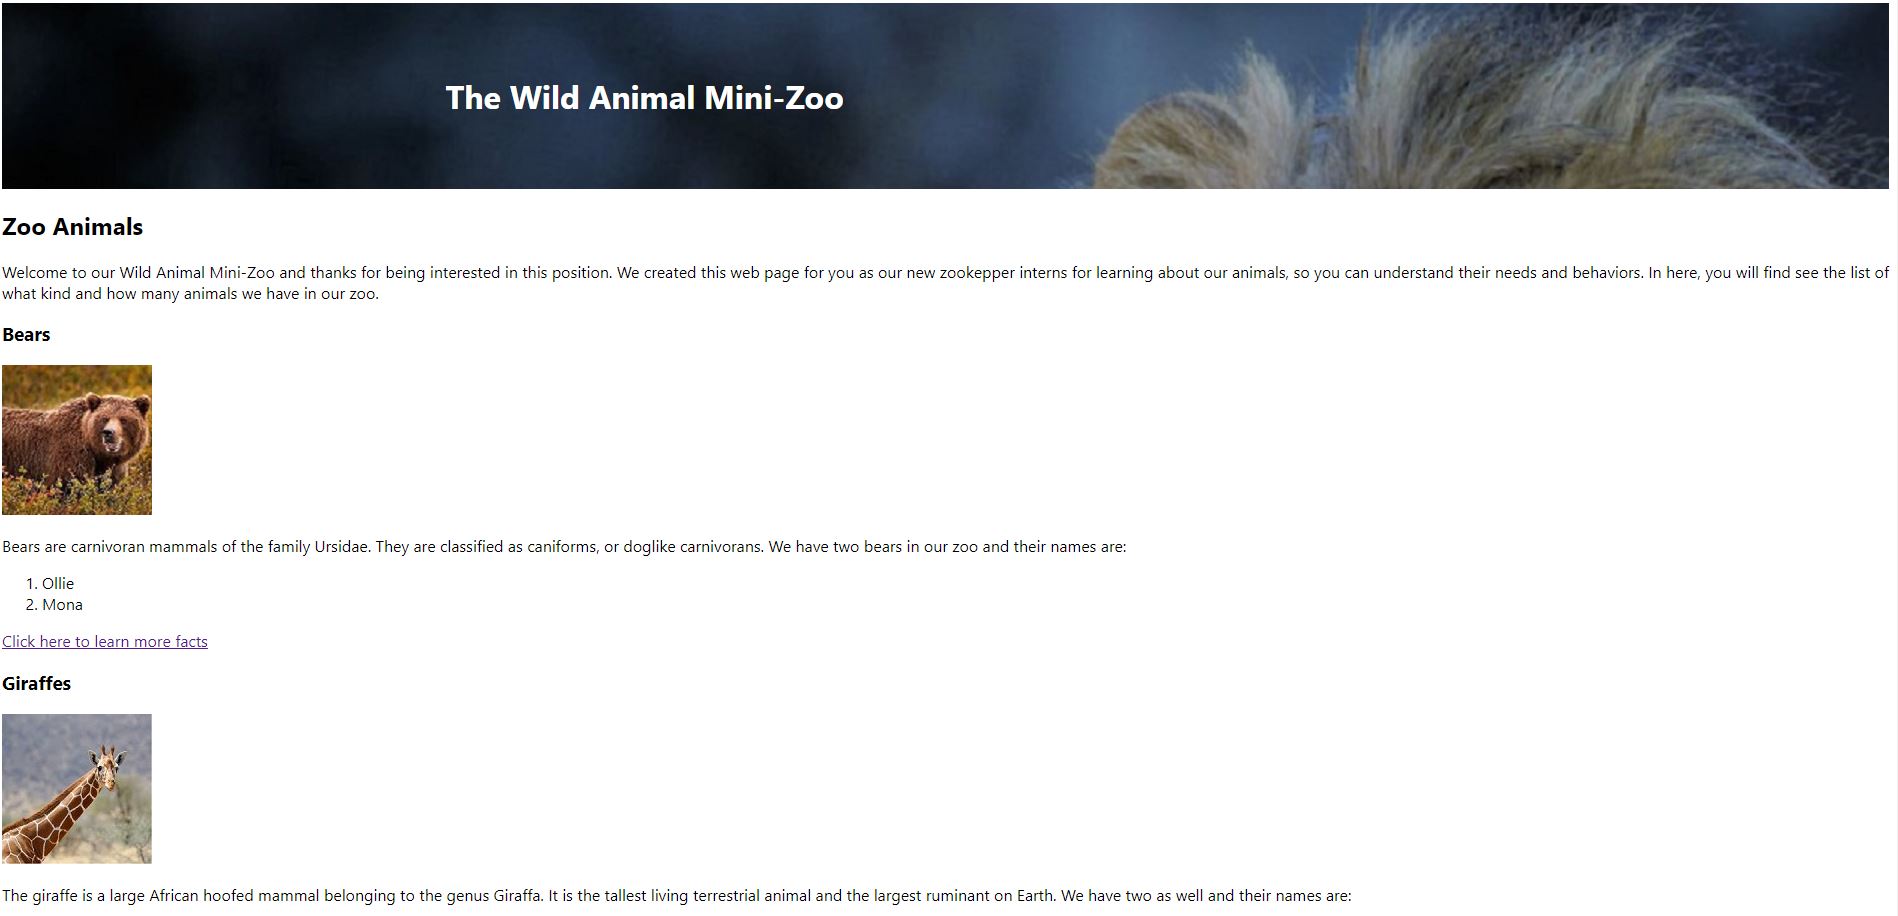 The Wild Animal Mini-Zoo
Zoo Animals
Welcome to our Wild Animal Mini-Zoo and thanks for being interested in this position. We created this web page for you as our new zookepper interns for learning about our animals, so you can understand their needs and behaviors. In here, you will find see the list of
what kind and how many animals we have in our zoo.
Bears
Bears are carnivoran mammals of the family Ursidae. They are classified as caniforms, or doglike carnivorans. We have two bears in our zoo and their names are:
1. Ollie
2. Mona
Click here to learn more facts
Giraffes
The giraffe is a large African hoofed mammal belonging to the genus Giraffa. It is the tallest living terrestrial animal and the largest ruminant on Earth. We have two as well and their names are: